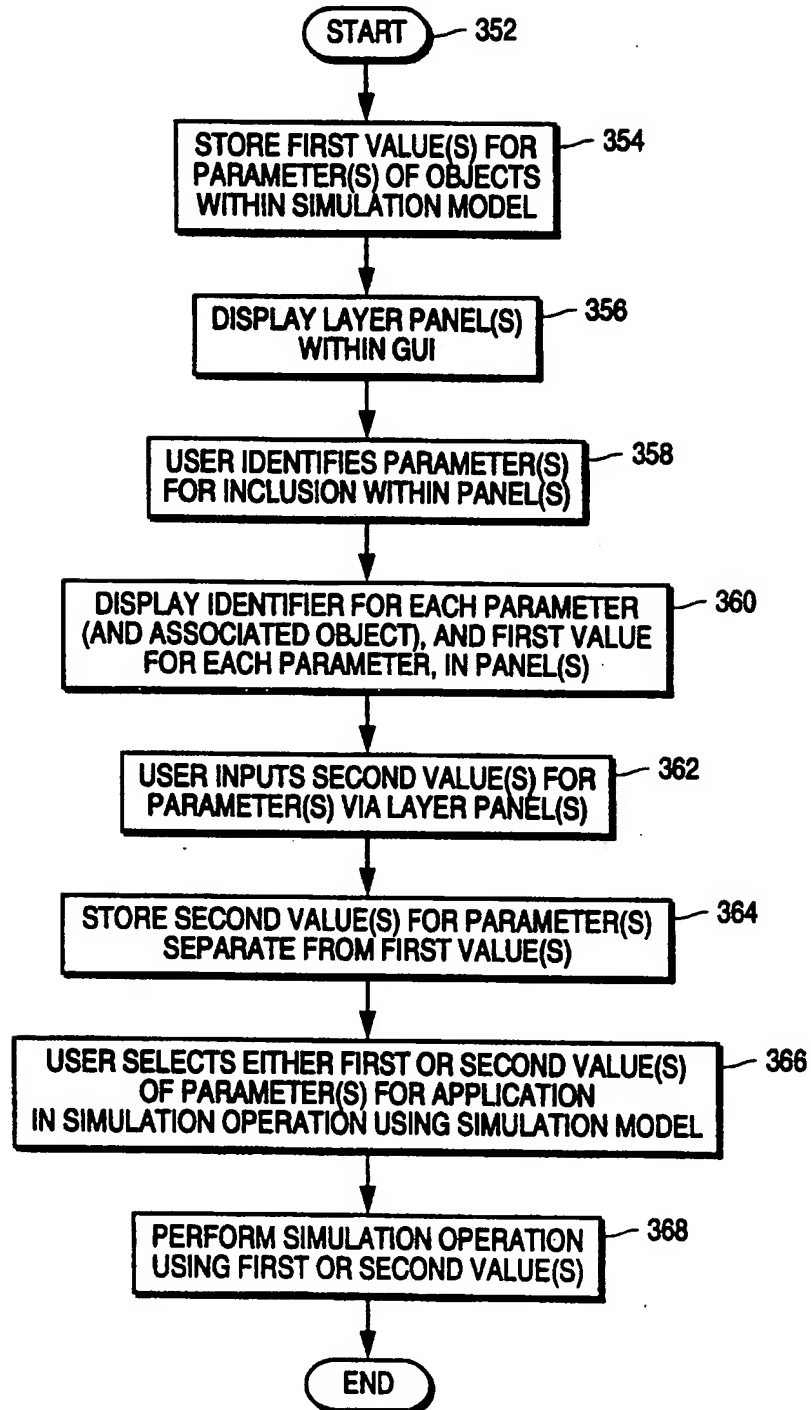 START
352
STORE FIRST VALUE(S) FOR
PARAMETER(S) OF OBJECTS
WITHIN SIMULATION MODEL
354
DISPLAY LAYER PANEL(S)
WITHIN GUI
356
USER IDENTIFIES PARAMETER(S)
FOR INCLUSION WITHIN PANEL(S)
358
DISPLAY IDENTIFIER FOR EACH PARAMETER
(AND ASSOCIATED OBJECT), AND FIRST VALUE
FOR EACH PARAMETER, IN PANEL(S)
360
USER INPUTS SECOND VALUE(S) FOR
PARAMETER(S) VIA LAYER PANEL(S)
362
STORE SECOND VALUE(S) FOR PARAMETER(S)
SEPARATE FROM FIRST VALUE(S)
364
USER SELECTS EITHER FIRST OR SECOND VALUE(S)
OF PARAMETER(S) FOR APPLICATION
IN SIMULATION OPERATION USING SIMULATION MODEL
366
PERFORM SIMULATION OPERATION
USING FIRST OR SECOND VALUE(S)
368
END